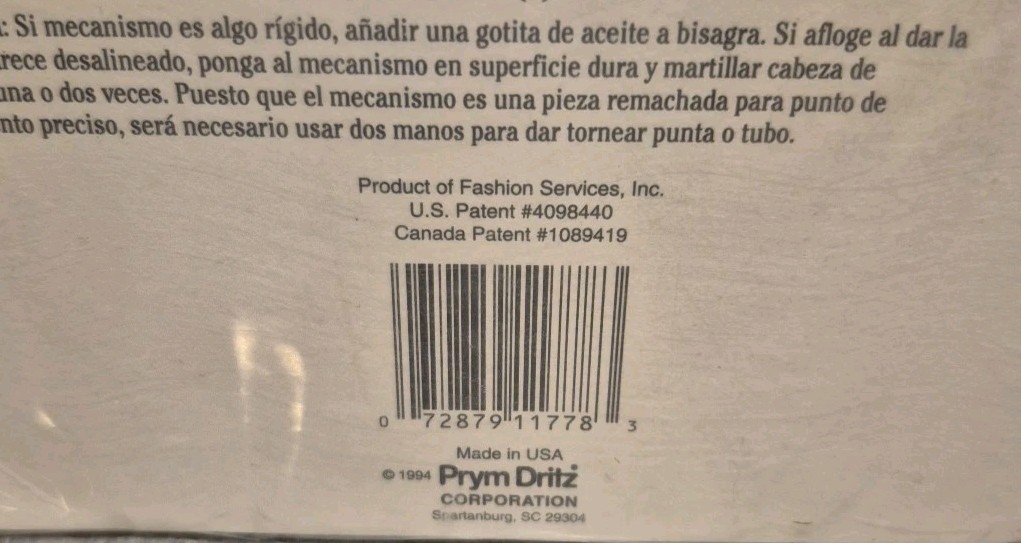 : Si mecanismo es algo rígido, añadir una gotita de aceite a bisagra. Si afloge al dar la
rece desalineado, ponga al mecanismo en superficie dura y martillar cabeza de
una o dos veces. Puesto que el mecanismo es una pieza remachada para punto de
nto preciso, será necesario usar dos manos para dar tornear punta o tubo.
Product of Fashion Services, Inc.
U.S. Patent #4098440
Canada Patent #1089419
0 72879 11778 3
Made in USA
© 1994 Prym Dritz
CORPORATION
Spartanburg, SC 29304